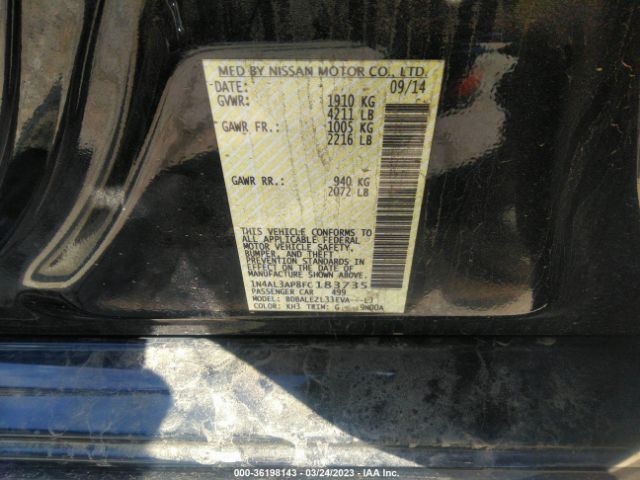 MFD BY NISSAN MOTOR CO., LTD.
DATE: 09/14
GVWR: 1910 KG
4211 LB
GAWR FR.: 1005 KG
2216 LB
GAWR RR.: 940 KG
2072 LB
THIS VEHICLE CONFORMS TO
ALL APPLICABLE FEDERAL
MOTOR VEHICLE SAFETY,
BUMPER, AND THEFT
PREVENTION STANDARDS IN
EFFECT ON THE DATE OF
MANUFACTURE SHOWN ABOVE.
1N4AL3AP8FC183735
PASSENGER CAR 499
MODEL: BDBALEZL33EVA---LJ
COLOR: KH3 TRIM: G
000-36198143 - 03/24/2023 - IAA Inc.